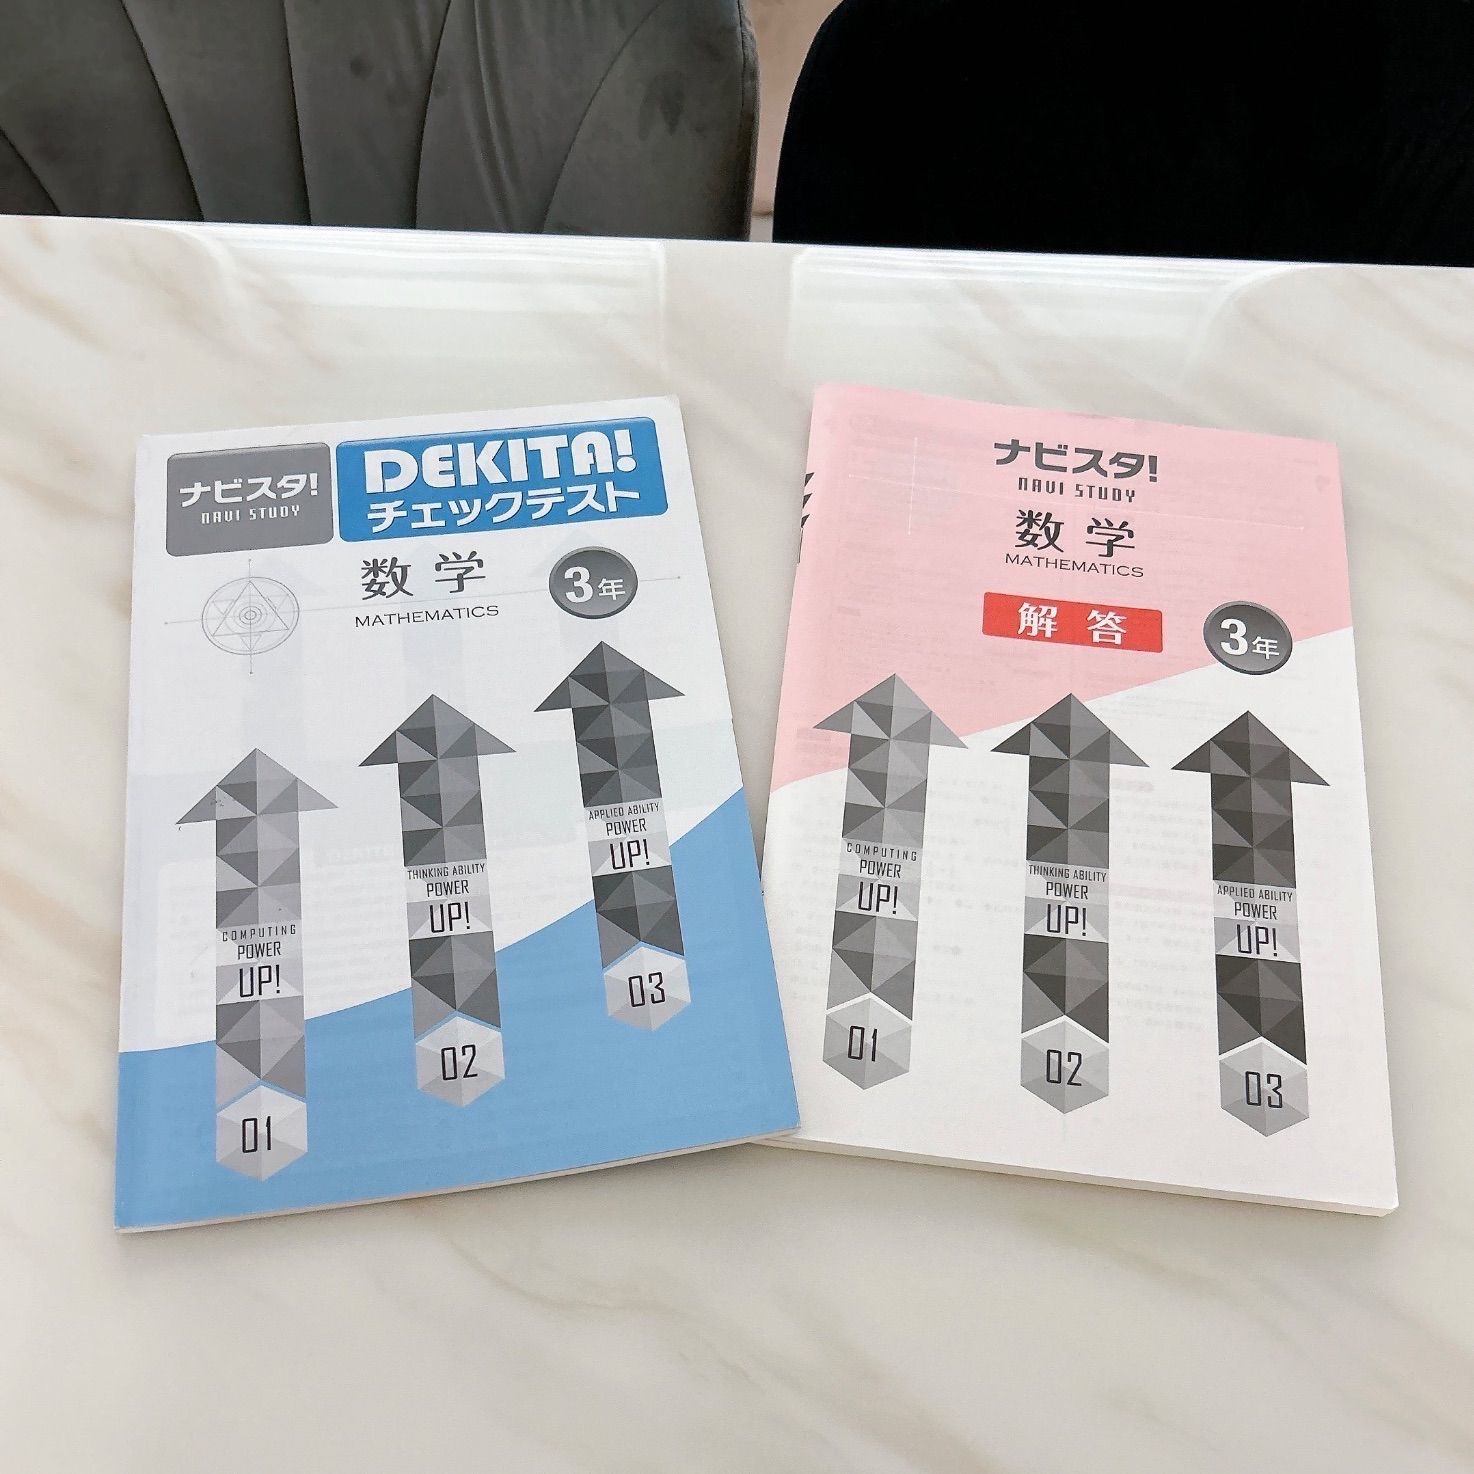 ナビスタ!
NAVI STUDY
DEKITA!
チェックテスト
数学
MATHEMATICS
3年
COMPUTING
POWER
UP!
01
THINKING ABILITY
POWER
UP!
02
APPLIED ABILITY
POWER
UP!
03
ナビスタ!
NAVI STUDY
数学
MATHEMATICS
解答
3年
COMPUTING
POWER
UP!
01
THINKING ABILITY
POWER
UP!
02
APPLIED ABILITY
POWER
UP!
03